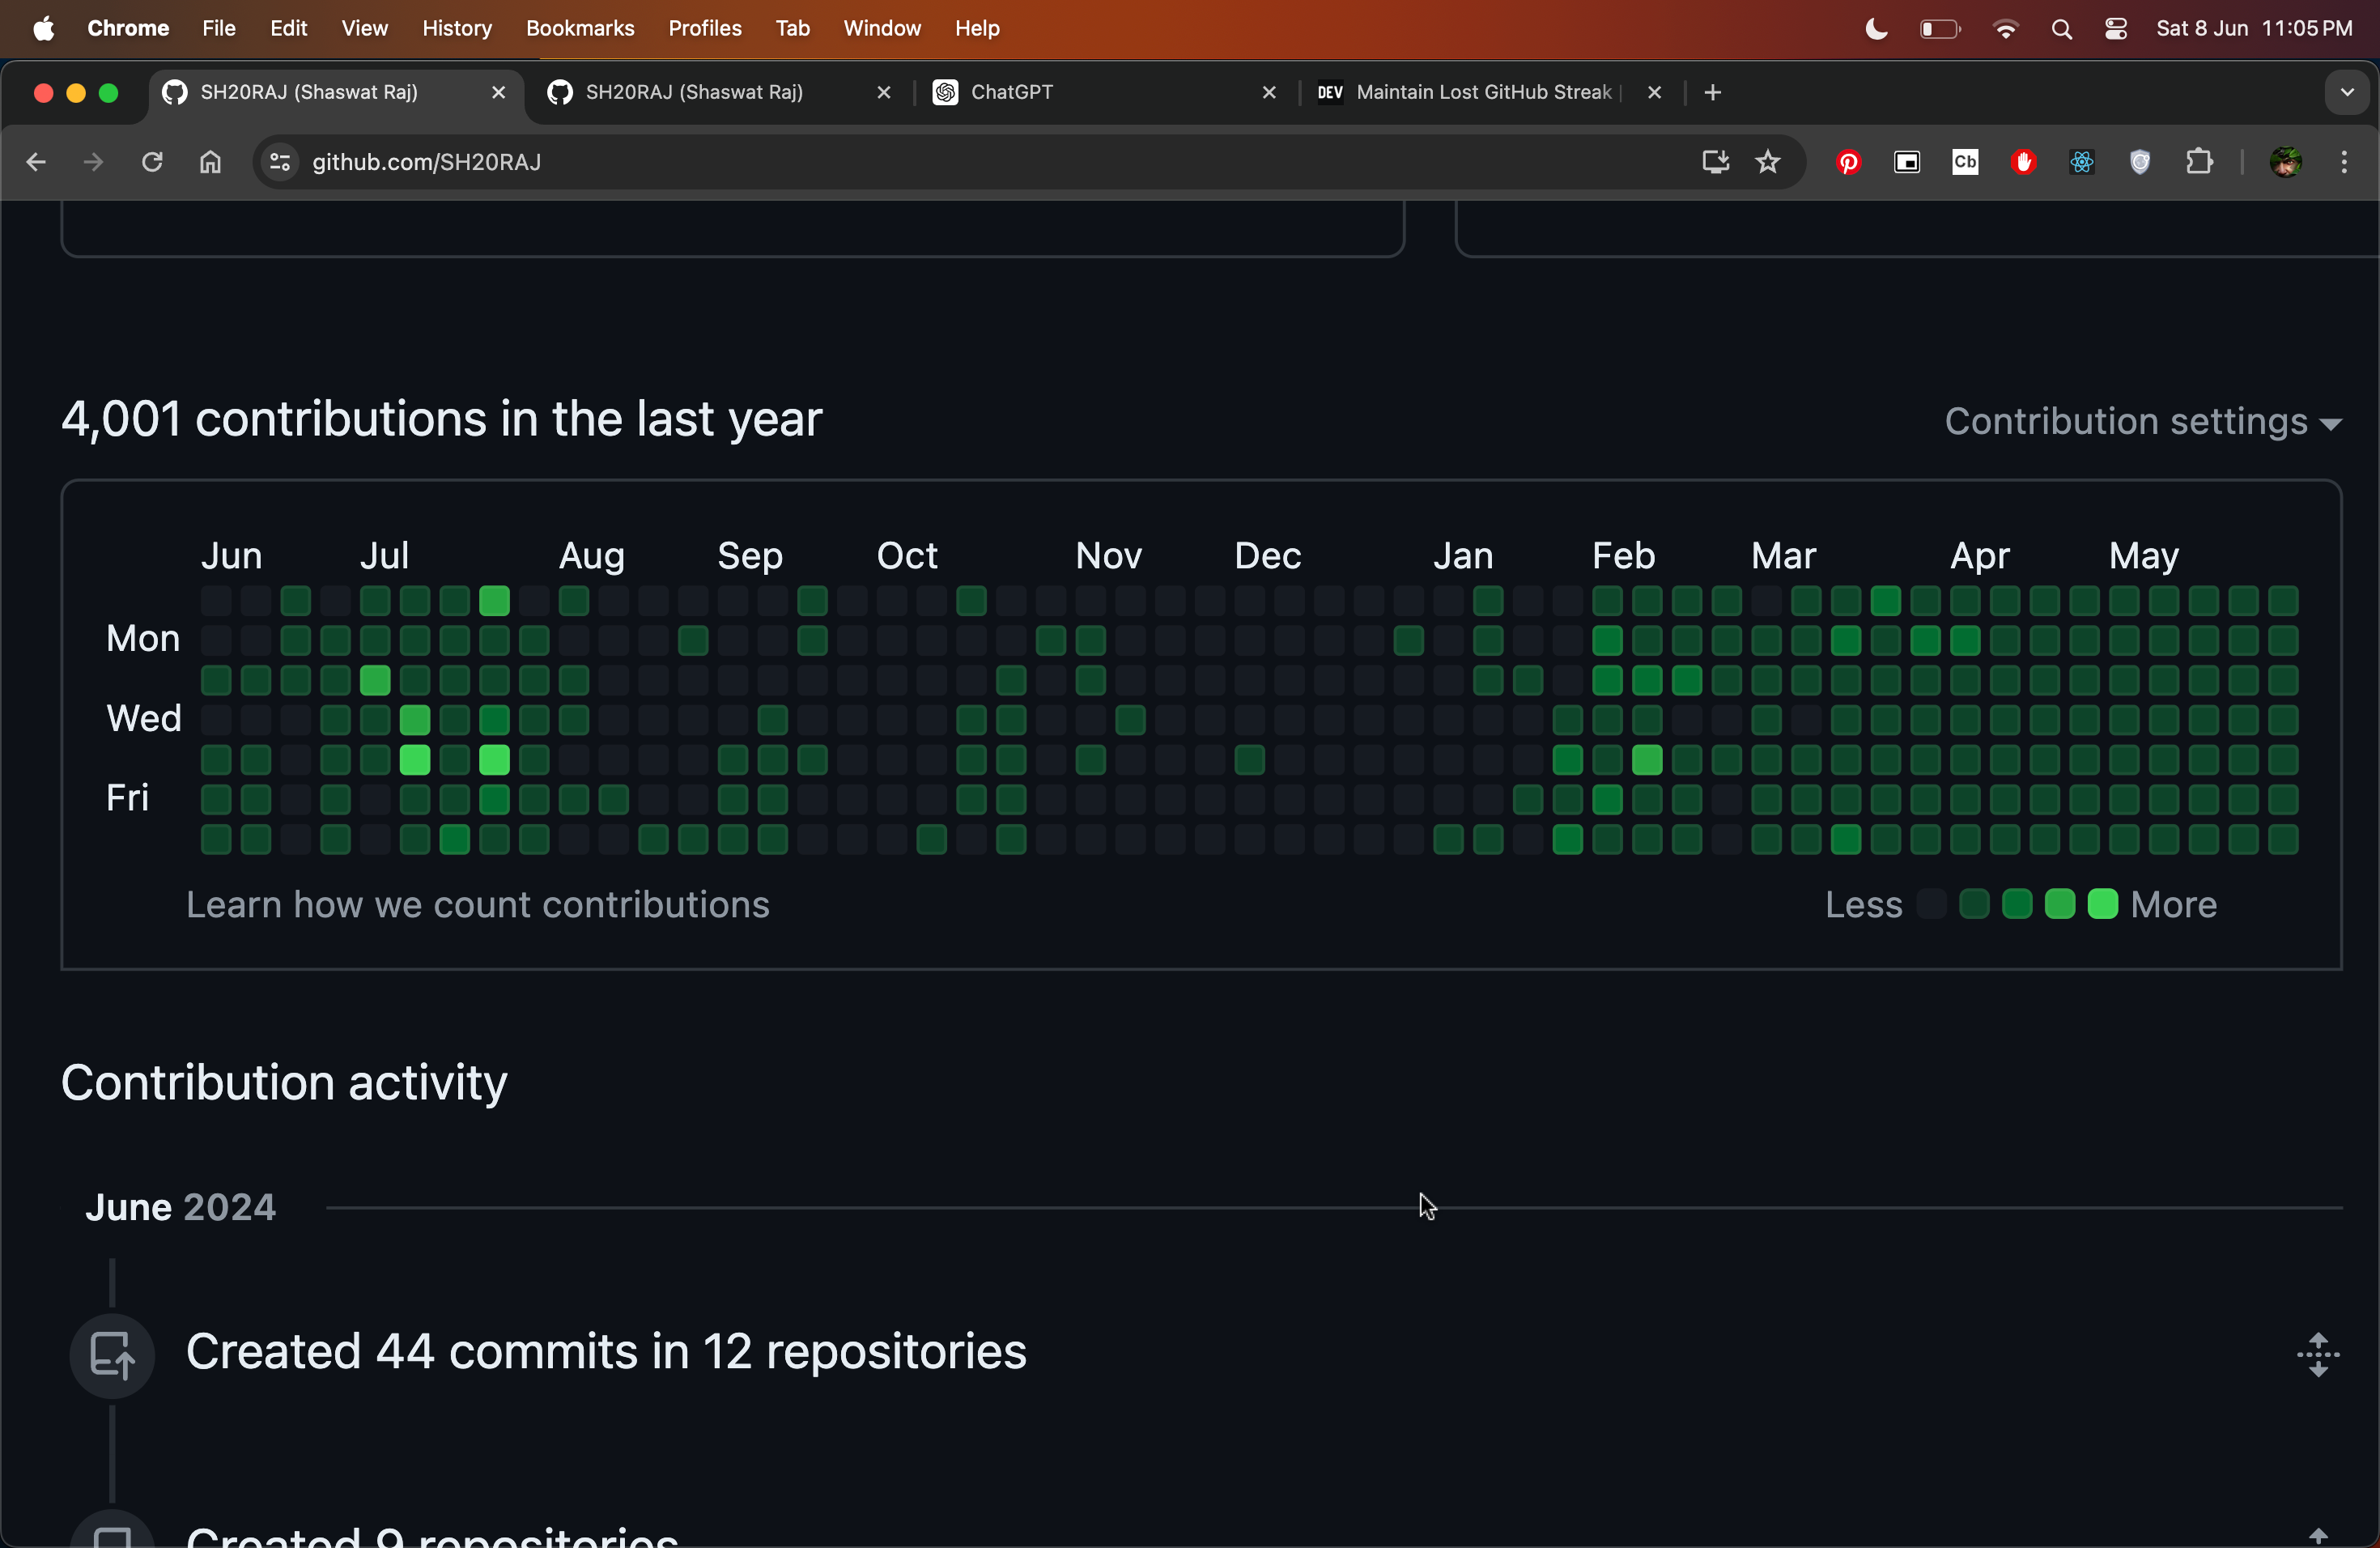 Chrome File Edit View History Bookmarks Profiles Tab Window Help Sat 8 Jun 11:05 PM
SH20RAJ (Shaswat Raj) SH20RAJ (Shaswat Raj) ChatGPT DEV Maintain Lost GitHub Streak |
github.com/SH20RAJ Cb
4,001 contributions in the last year Contribution settings
Jun Jul Aug Sep Oct Nov Dec Jan Feb Mar Apr May
Mon
Wed
Fri
Learn how we count contributions Less More
Contribution activity
June 2024
Created 44 commits in 12 repositories
Created 9 repositories